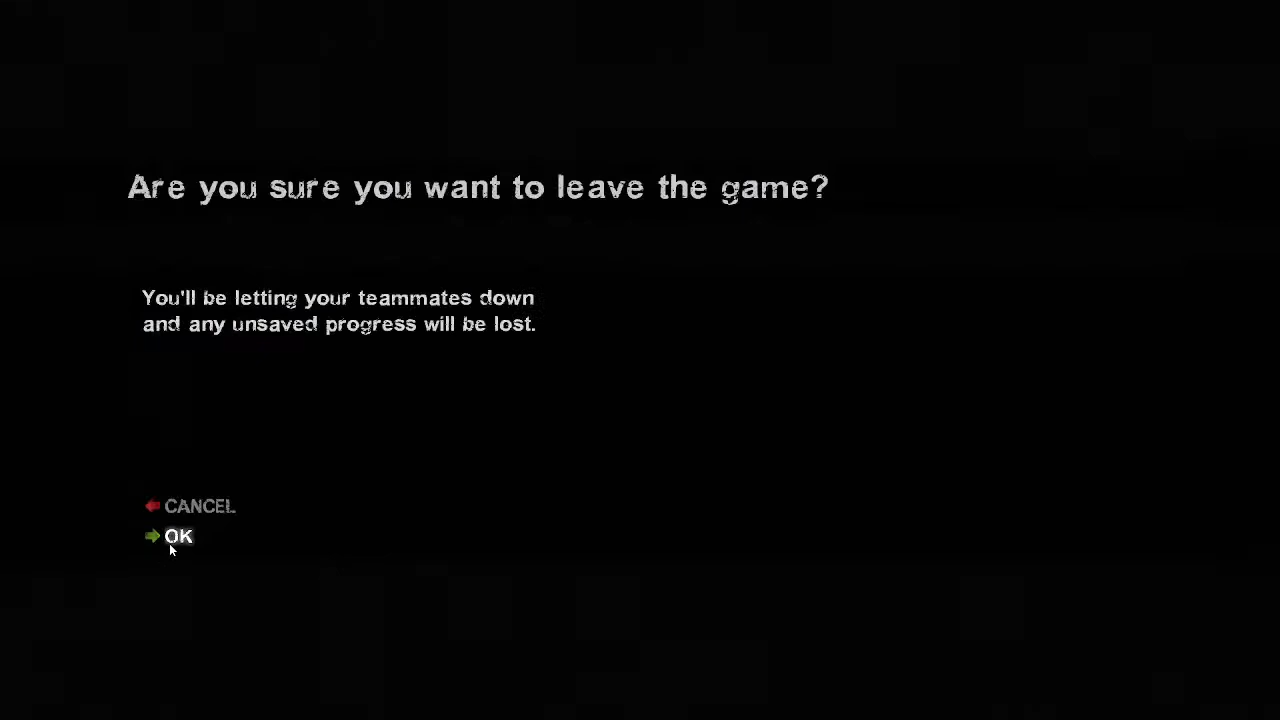 Are you sure you want to leave the game?
You'll be letting your teammates down
and any unsaved progress will be lost.
CANCEL
OK